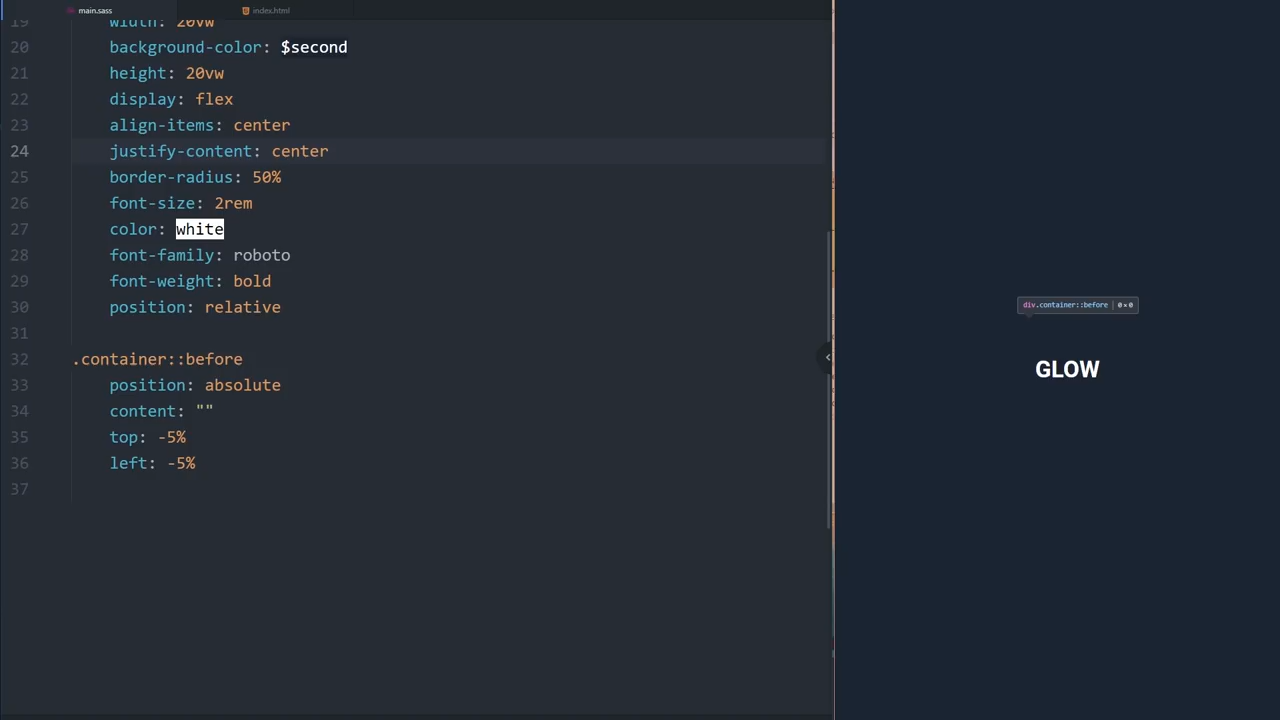 main.sass
index.html
19 width: 20vw
20 background-color: $second
21 height: 20vw
22 display: flex
23 align-items: center
24 justify-content: center
25 border-radius: 50%
26 font-size: 2rem
27 color: white
28 font-family: roboto
29 font-weight: bold
30 position: relative
31
32 .container::before
33 position: absolute
34 content: ""
35 top: -5%
36 left: -5%
37
div.container::before | 0×0
GLOW